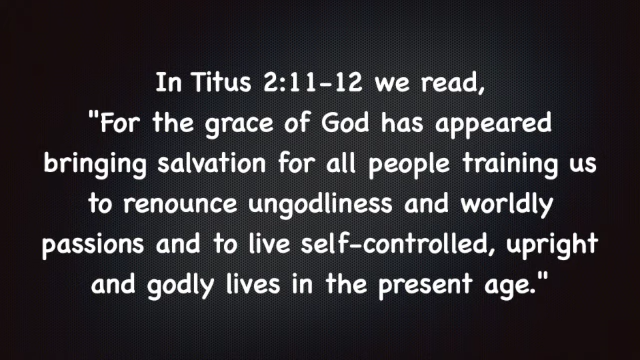 In Titus 2:11-12 we read,
"For the grace of God has appeared
bringing salvation for all people training us
to renounce ungodliness and worldly
passions and to live self-controlled, upright
and godly lives in the present age."